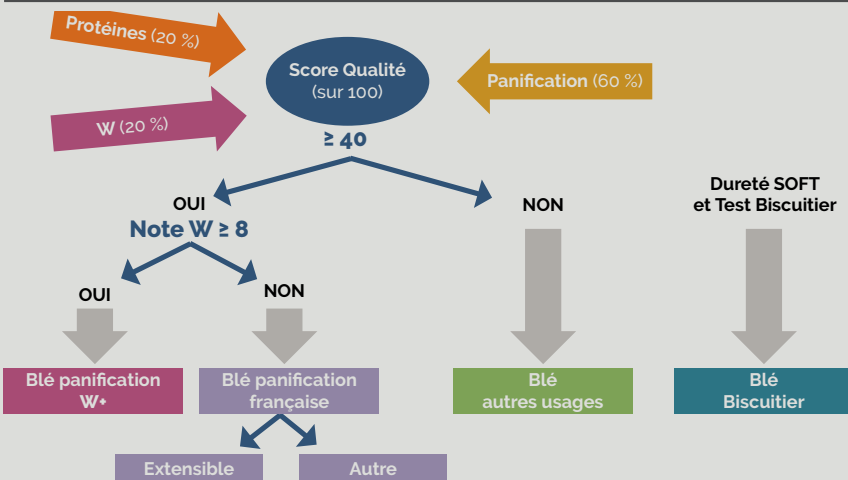 Protéines (20 %)
Score Qualité
(sur 100)
Panification (60 %)
W (20 %)
≥ 40
Dureté SOFT
et Test Biscuitier
OUI
NON
Note W ≥ 8
OUI
NON
Blé panification
W+
Blé panification
française
Blé
autres usages
Blé
Biscuitier
Extensible
Autre